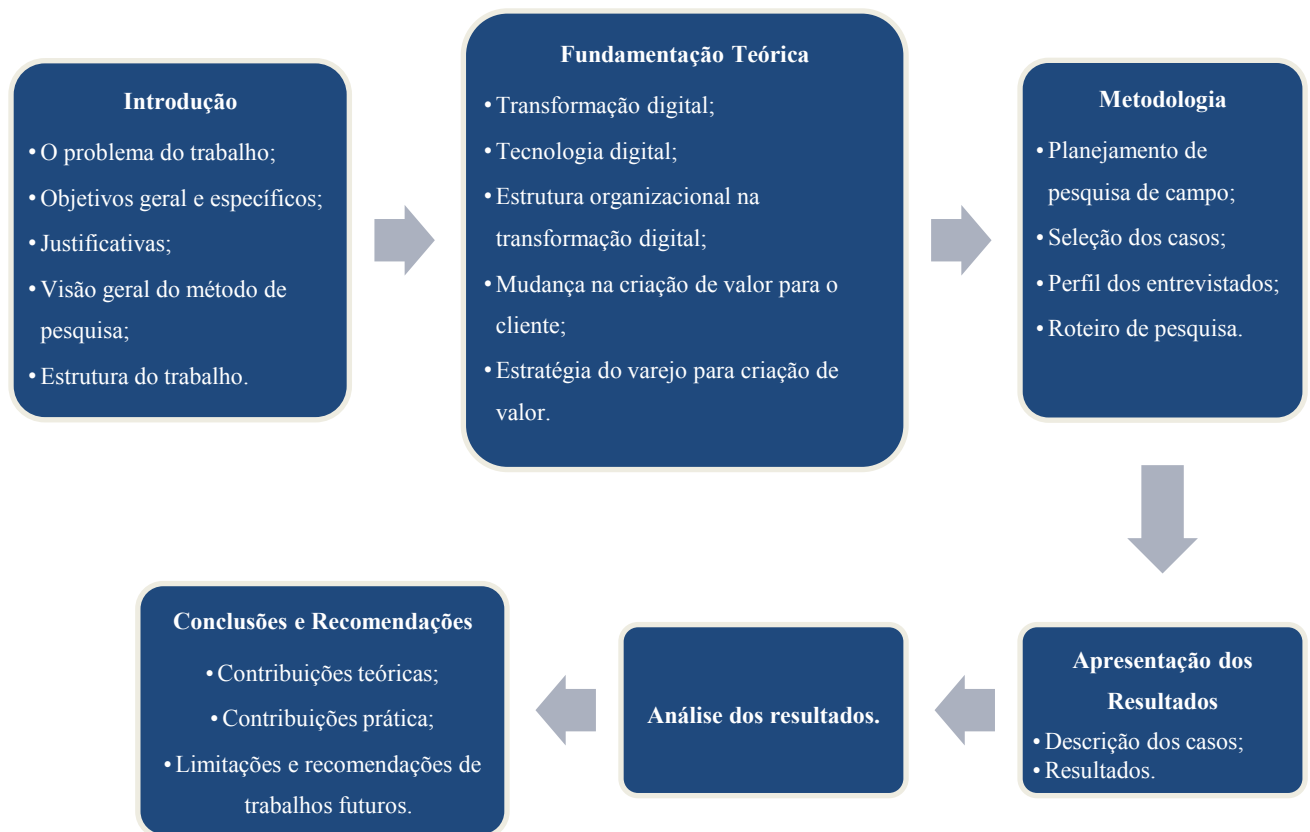 Introdução
• O problema do trabalho;
• Objetivos geral e específicos;
• Justificativas;
• Visão geral do método de
pesquisa;
• Estrutura do trabalho.
Fundamentação Teórica
• Transformação digital;
• Tecnologia digital;
• Estrutura organizacional na
transformação digital;
• Mudança na criação de valor para o
cliente;
• Estratégia do varejo para criação de
valor.
Metodologia
• Planejamento de
pesquisa de campo;
• Seleção dos casos;
• Perfil dos entrevistados;
• Roteiro de pesquisa.
Apresentação dos
Resultados
• Descrição dos casos;
• Resultados.
Análise dos resultados.
Conclusões e Recomendações
• Contribuições teóricas;
• Contribuições prática;
• Limitações e recomendações de
trabalhos futuros.